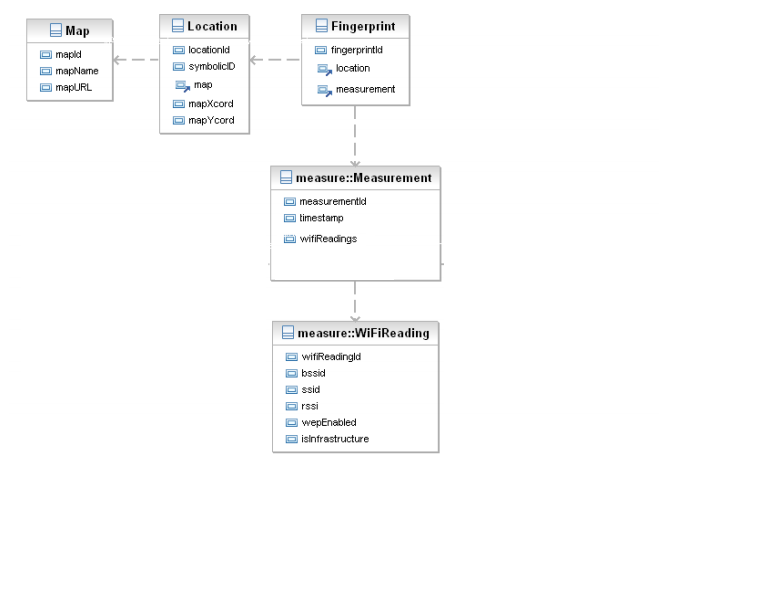 Map
mapId
mapName
mapURL
Location
locationId
symbolicID
map
mapXcord
mapYcord
Fingerprint
fingerprintId
location
measurement
measure::Measurement
measurementId
timestamp
wifiReadings
measure::WiFiReading
wifiReadingId
bssid
ssid
rssi
wepEnabled
isInfrastructure